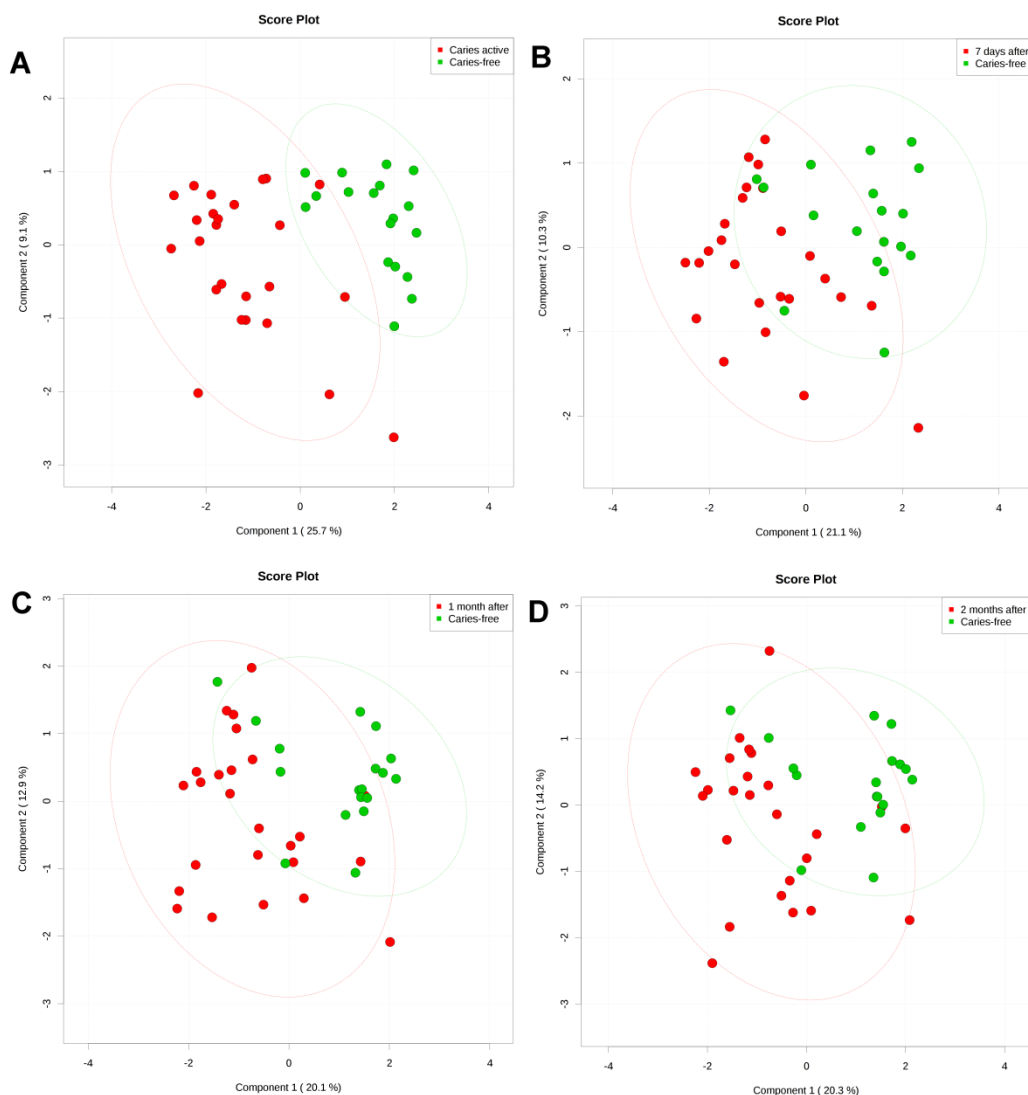 A
Score Plot
Caries active
Caries-free
Component 2 ( 9.1 %)
2
1
0
-1
-2
-3
-4
-2
0
2
4
Component 1 ( 25.7 %)
B
Score Plot
7 days after
Caries-free
Component 2 ( 10.3 %)
2
1
0
-1
-2
-4
-2
0
2
4
Component 1 ( 21.1 %)
C
Score Plot
1 month after
Caries-free
Component 2 ( 12.9 %)
3
2
1
0
-1
-2
-3
-4
-2
0
2
4
Component 1 ( 20.1 %)
D
Score Plot
2 months after
Caries-free
Component 2 ( 14.2 %)
3
2
1
0
-1
-2
-3
-4
-2
0
2
4
Component 1 ( 20.3 %)